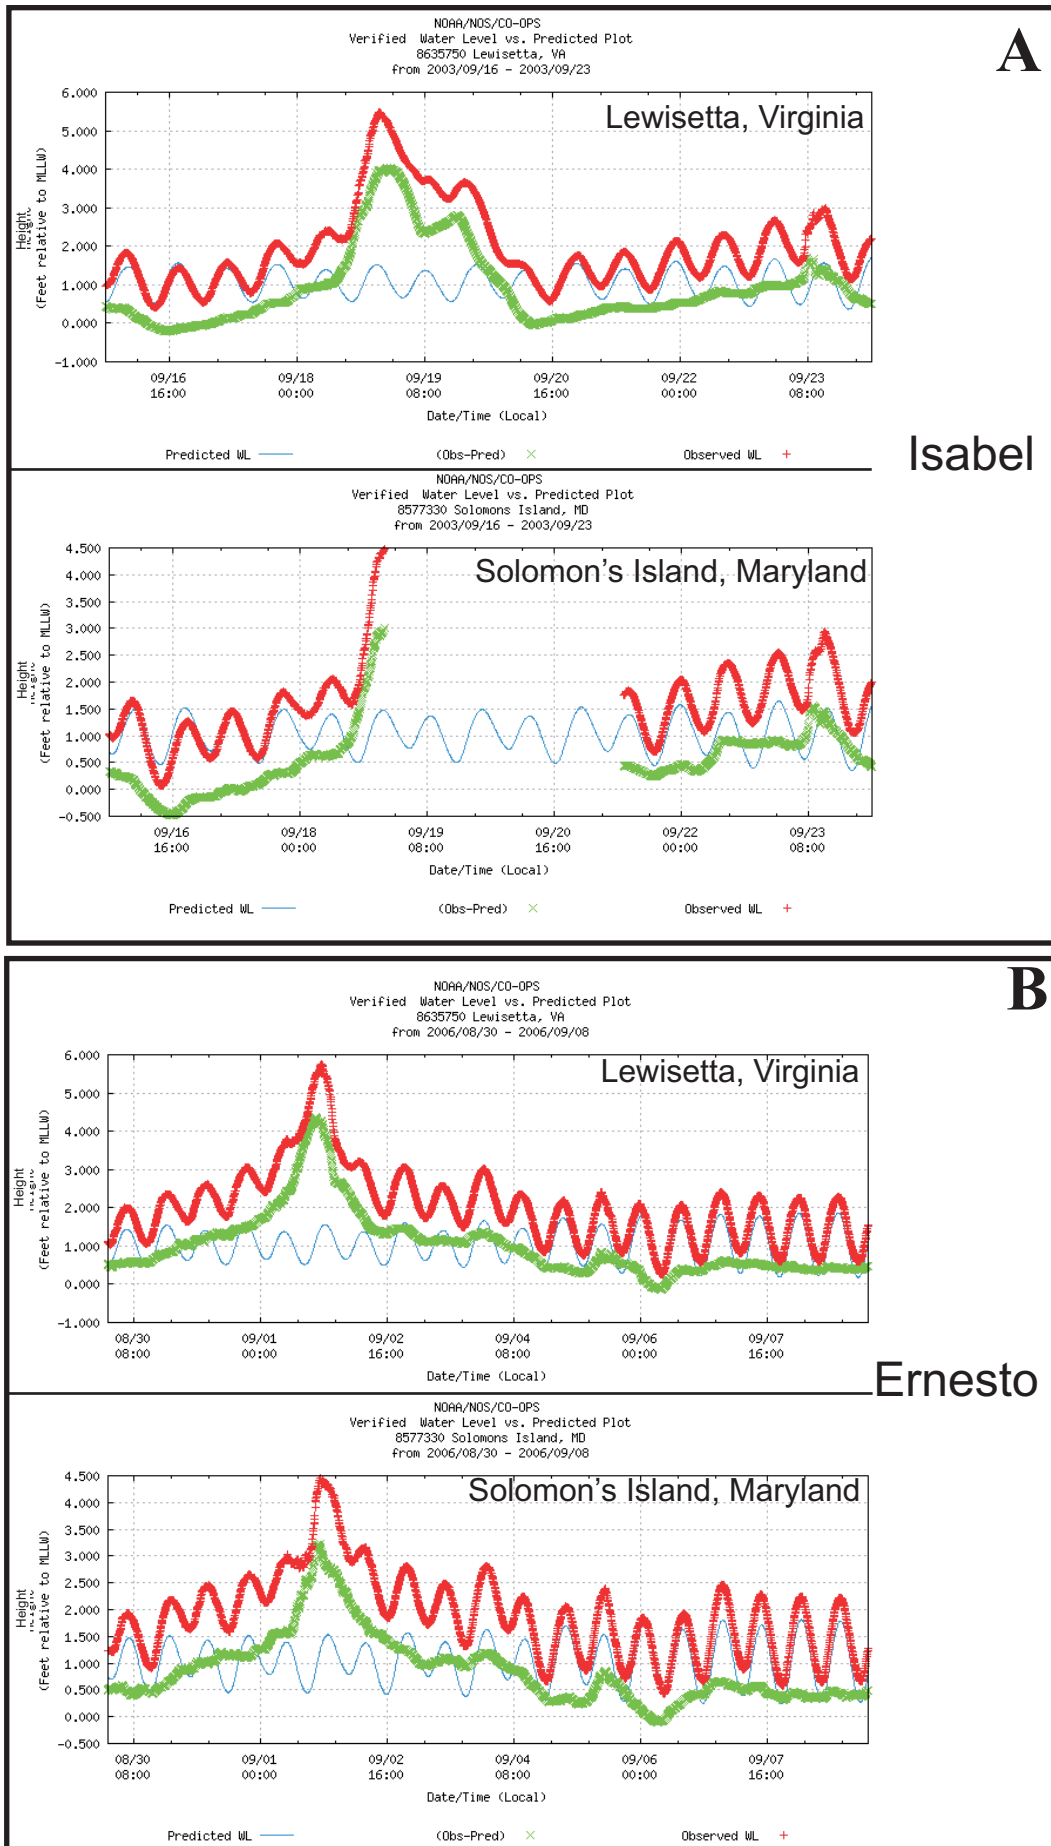 A
NOAA/NOS/CO-OPS
Verified Water Level vs. Predicted Plot
8635750 Lewisetta, VA
from 2003/09/16 - 2003/09/23
Lewisetta, Virginia
Height
(Feet relative to MLLW)
6.000
5.000
4.000
3.000
2.000
1.000
0.000
-1.000
09/16 09/18 09/19 09/20 09/22 09/23
16:00 00:00 08:00 16:00 00:00 08:00
Date/Time (Local)
Predicted WL (Obs-Pred) × Observed WL +
Isabel
NOAA/NOS/CO-OPS
Verified Water Level vs. Predicted Plot
8577330 Solomons Island, MD
from 2003/09/16 - 2003/09/23
Solomon's Island, Maryland
Height
(Feet relative to MLLW)
4.500
4.000
3.500
3.000
2.500
2.000
1.500
1.000
0.500
0.000
-0.500
09/16 09/18 09/19 09/20 09/22 09/23
16:00 00:00 08:00 16:00 00:00 08:00
Date/Time (Local)
Predicted WL (Obs-Pred) × Observed WL +
B
NOAA/NOS/CO-OPS
Verified Water Level vs. Predicted Plot
8635750 Lewisetta, VA
from 2006/08/30 - 2006/09/08
Lewisetta, Virginia
Height
(Feet relative to MLLW)
6.000
5.000
4.000
3.000
2.000
1.000
0.000
-1.000
08/30 09/01 09/02 09/04 09/06 09/07
08:00 00:00 16:00 08:00 00:00 16:00
Date/Time (Local)
Ernesto
NOAA/NOS/CO-OPS
Verified Water Level vs. Predicted Plot
8577330 Solomons Island, MD
from 2006/08/30 - 2006/09/08
Solomon's Island, Maryland
Height
(Feet relative to MLLW)
4.500
4.000
3.500
3.000
2.500
2.000
1.500
1.000
0.500
0.000
-0.500
08/30 09/01 09/02 09/04 09/06 09/07
08:00 00:00 16:00 08:00 00:00 16:00
Date/Time (Local)
Predicted WL (Obs-Pred) × Observed WL +